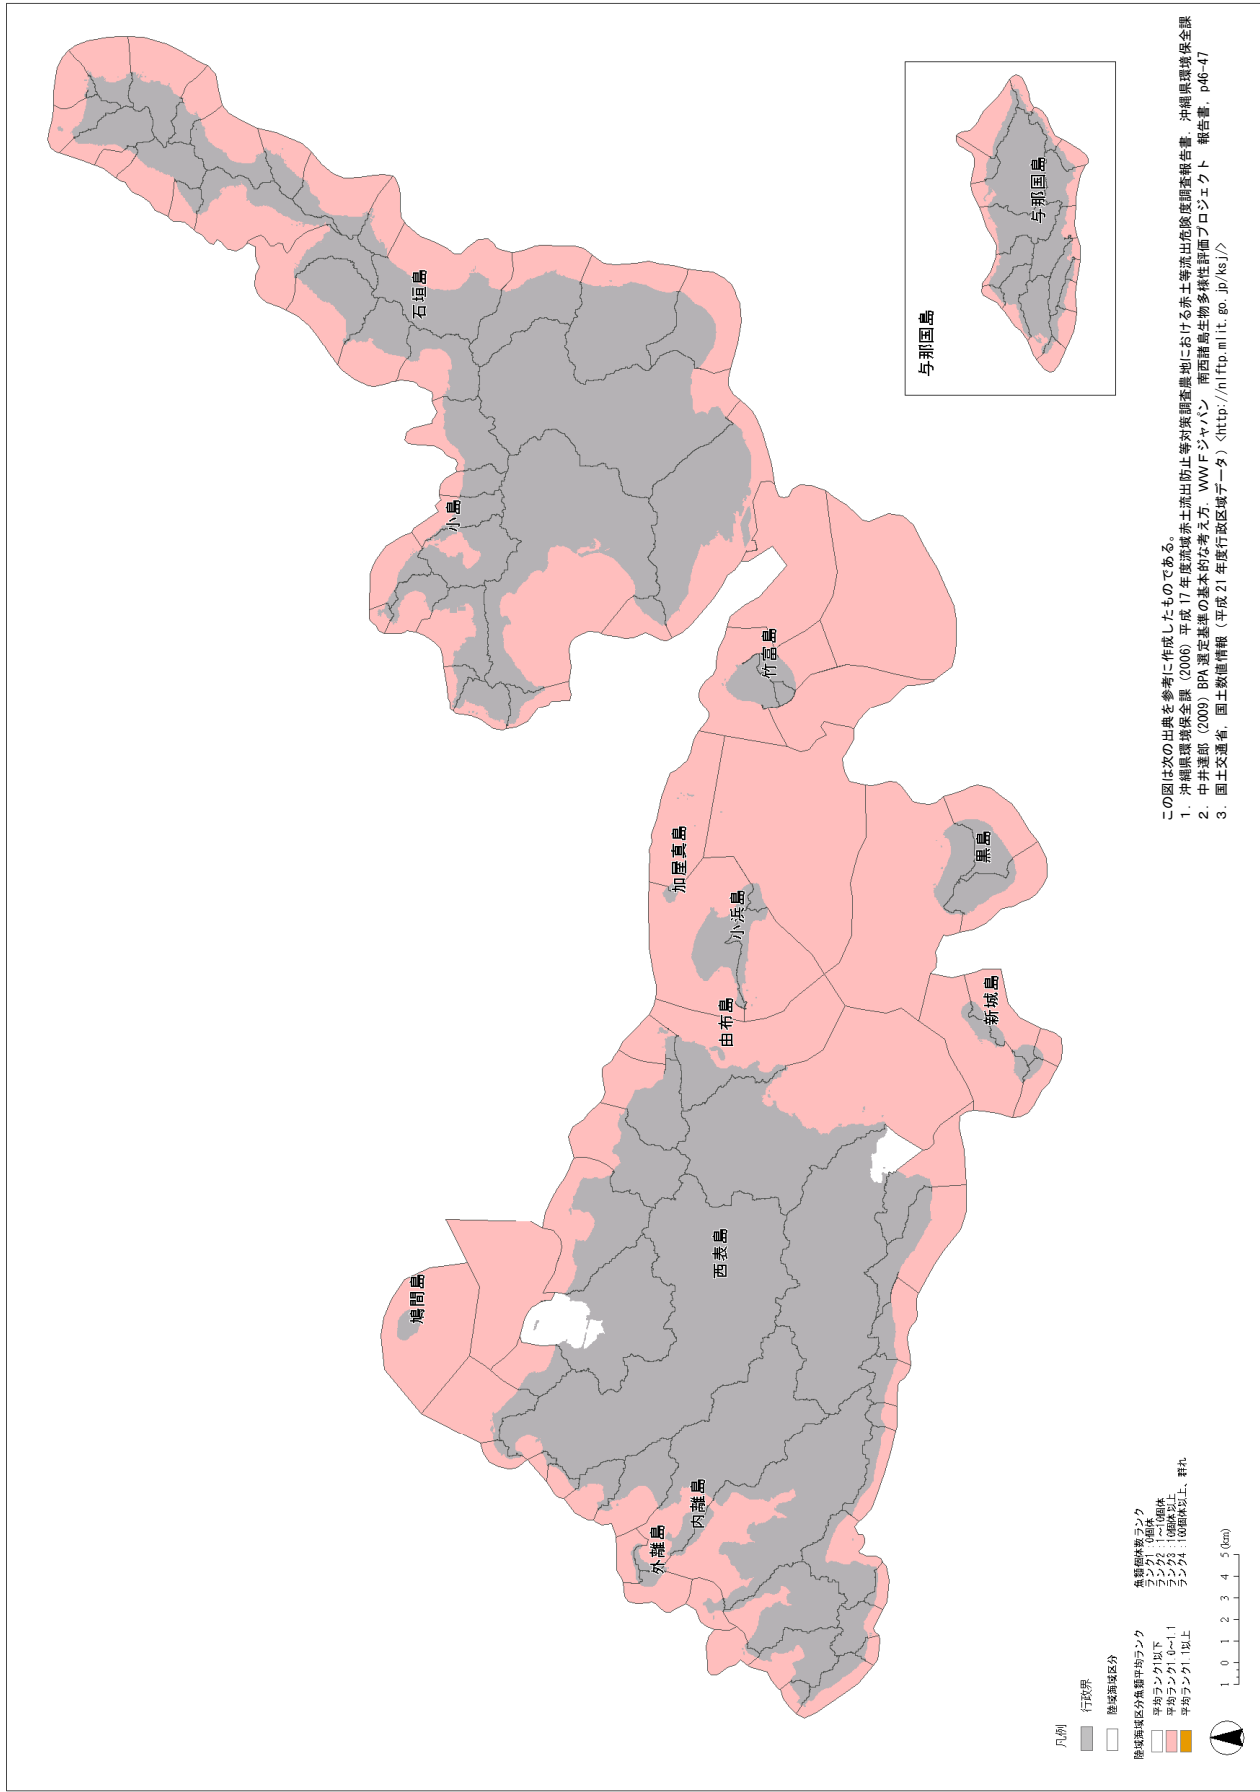 石垣島
小島
竹富島
加屋真島
小浜島
由布島
黒島
新城島
西表島
鳩間島
内離島
外離島
与那国島
与那国島
この図は次の出典を参考に作成したものである。
1. 沖縄県環境保全課 (2006) 平成 17 年度流域赤土流出防止等対策調査農地における赤土等流出危険度調査報告書. 沖縄県環境保全課
2. 中井達郎 (2009) BPA 選定基準の基本的な考え方. WWF ジャパン 南西諸島生物多様性評価プロジェクト 報告書, p46-47
3. 国土交通省, 国土数値情報 (平成 21 年度行政区域データ) <http://nlftp.mlit.go.jp/ksj/>
凡例
行政界
陸域海域区分
陸域海域区分魚類平均ランク
平均ランク1以下
平均ランク1.0~1.1
平均ランク1.1以上
魚類個体数ランク
ランク1 : 0個体
ランク2 : 1~10個体
ランク3 : 10個体以上
ランク4 : 100個体以上、群れ
1 0 1 2 3 4 5 (km)